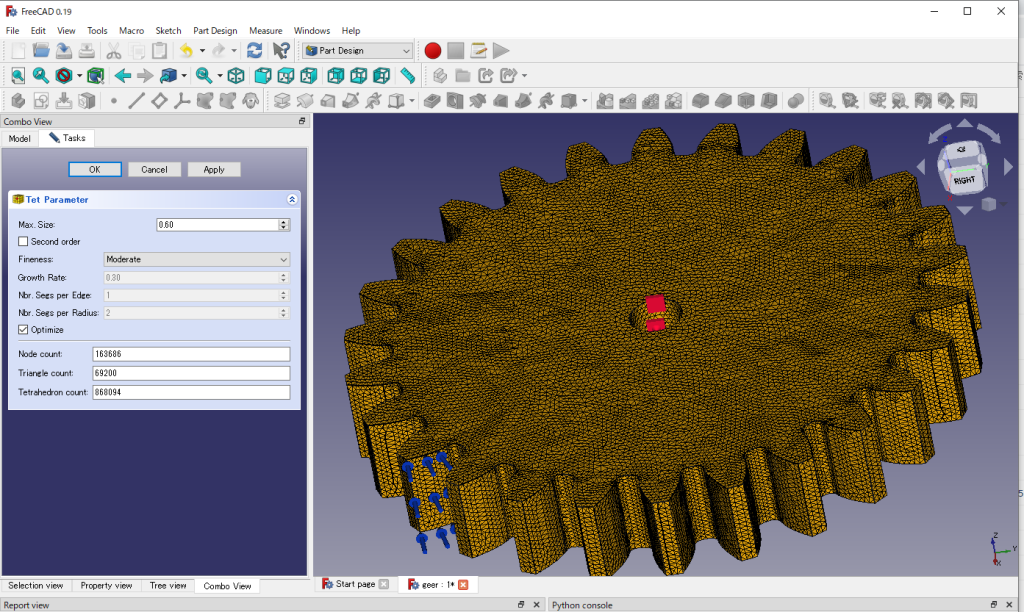 FreeCAD 0.19
File Edit View Tools Macro Sketch Part Design Measure Windows Help
Part Design
Combo View
Model Tasks
OK Cancel Apply
Tet Parameter
Max. Size: 0.60
Second order
Fineness: Moderate
Growth Rate: 0.30
Nbr. Segs per Edge: 1
Nbr. Segs per Radius: 2
Optimize
Node count: 163686
Triangle count: 69200
Tetrahedron count: 868094
RIGHT
Z
Y
X
Selection view Property view Tree view Combo View
Start page geer : 1*
Report view Python console